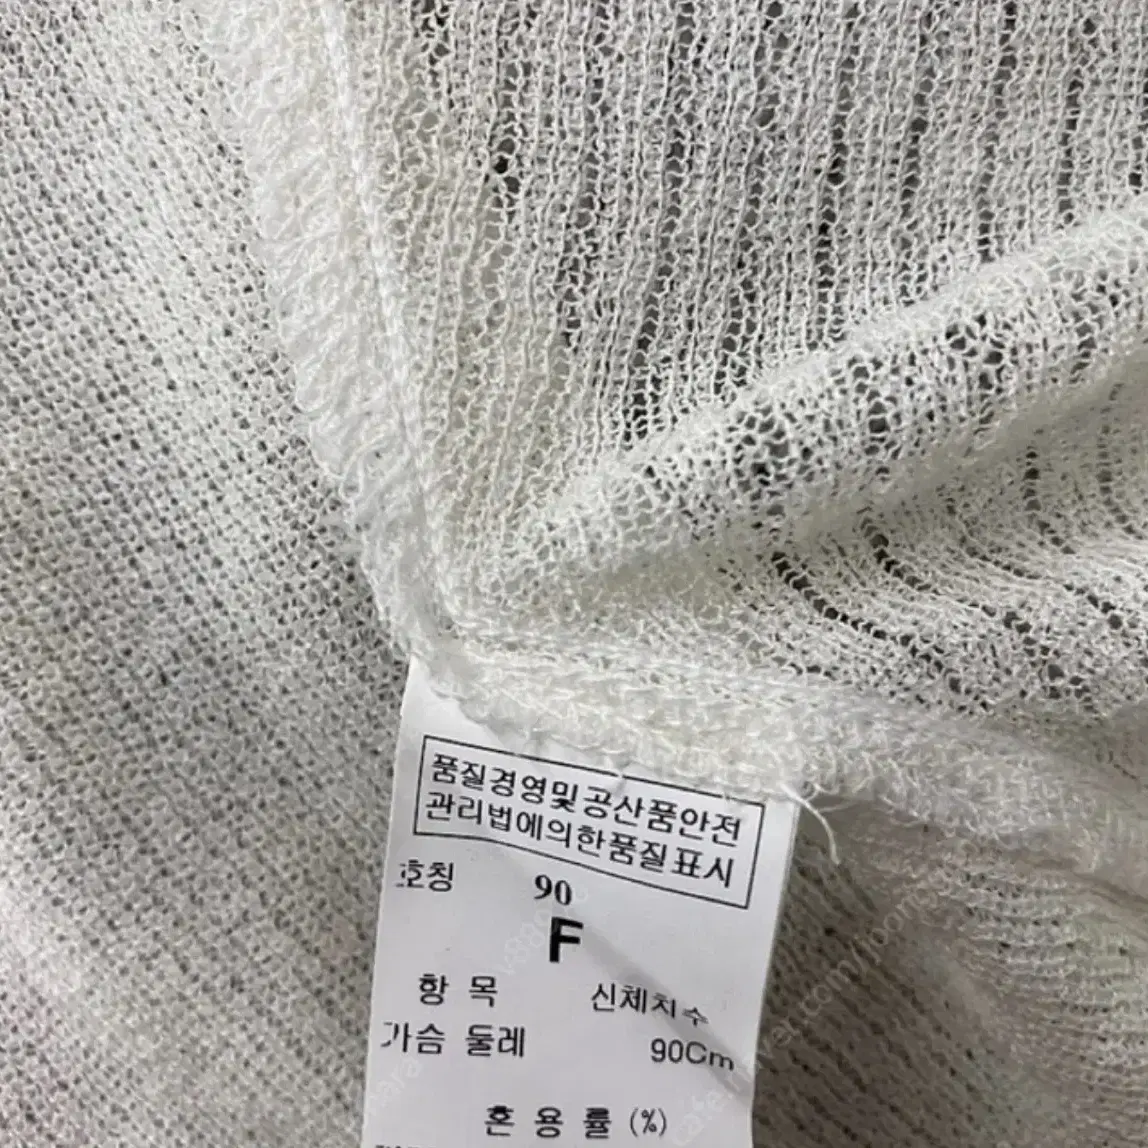 품질경영및공산품안전
관리법에의한품질표시
호칭 90
F
항 목 신체치수
가슴 둘레 90Cm
혼 용 률 (%)